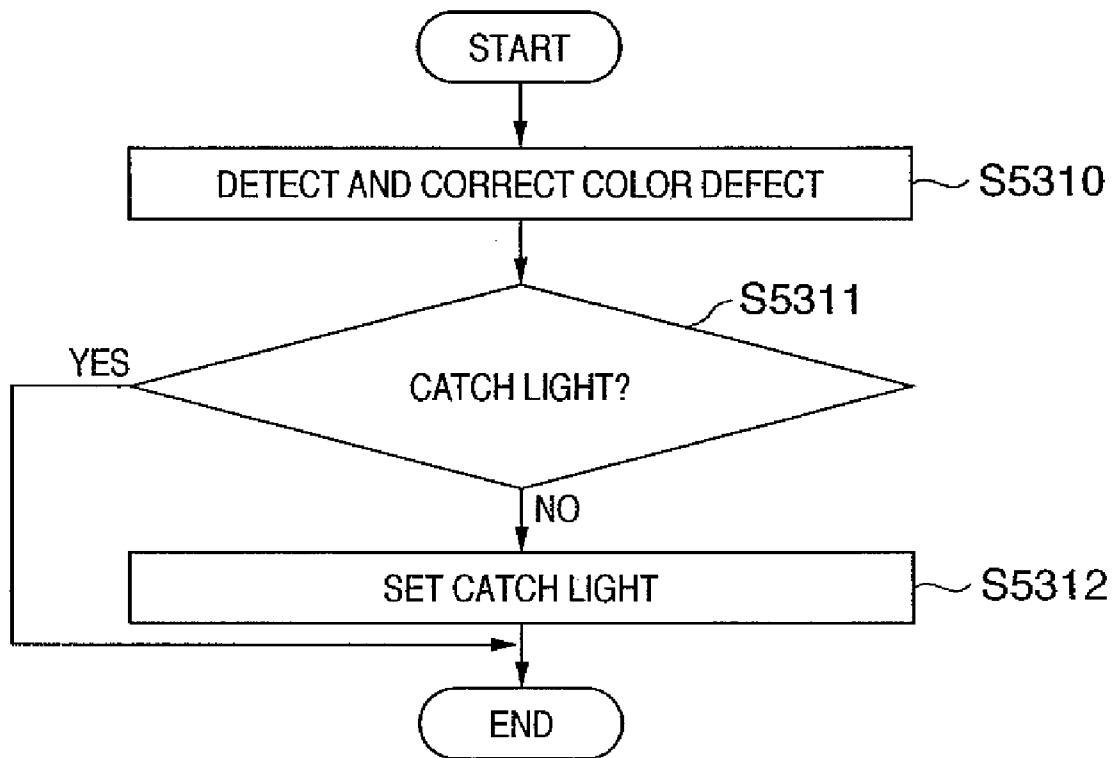 START
DETECT AND CORRECT COLOR DEFECT
S5310
S5311
YES
CATCH LIGHT?
NO
SET CATCH LIGHT
S5312
END